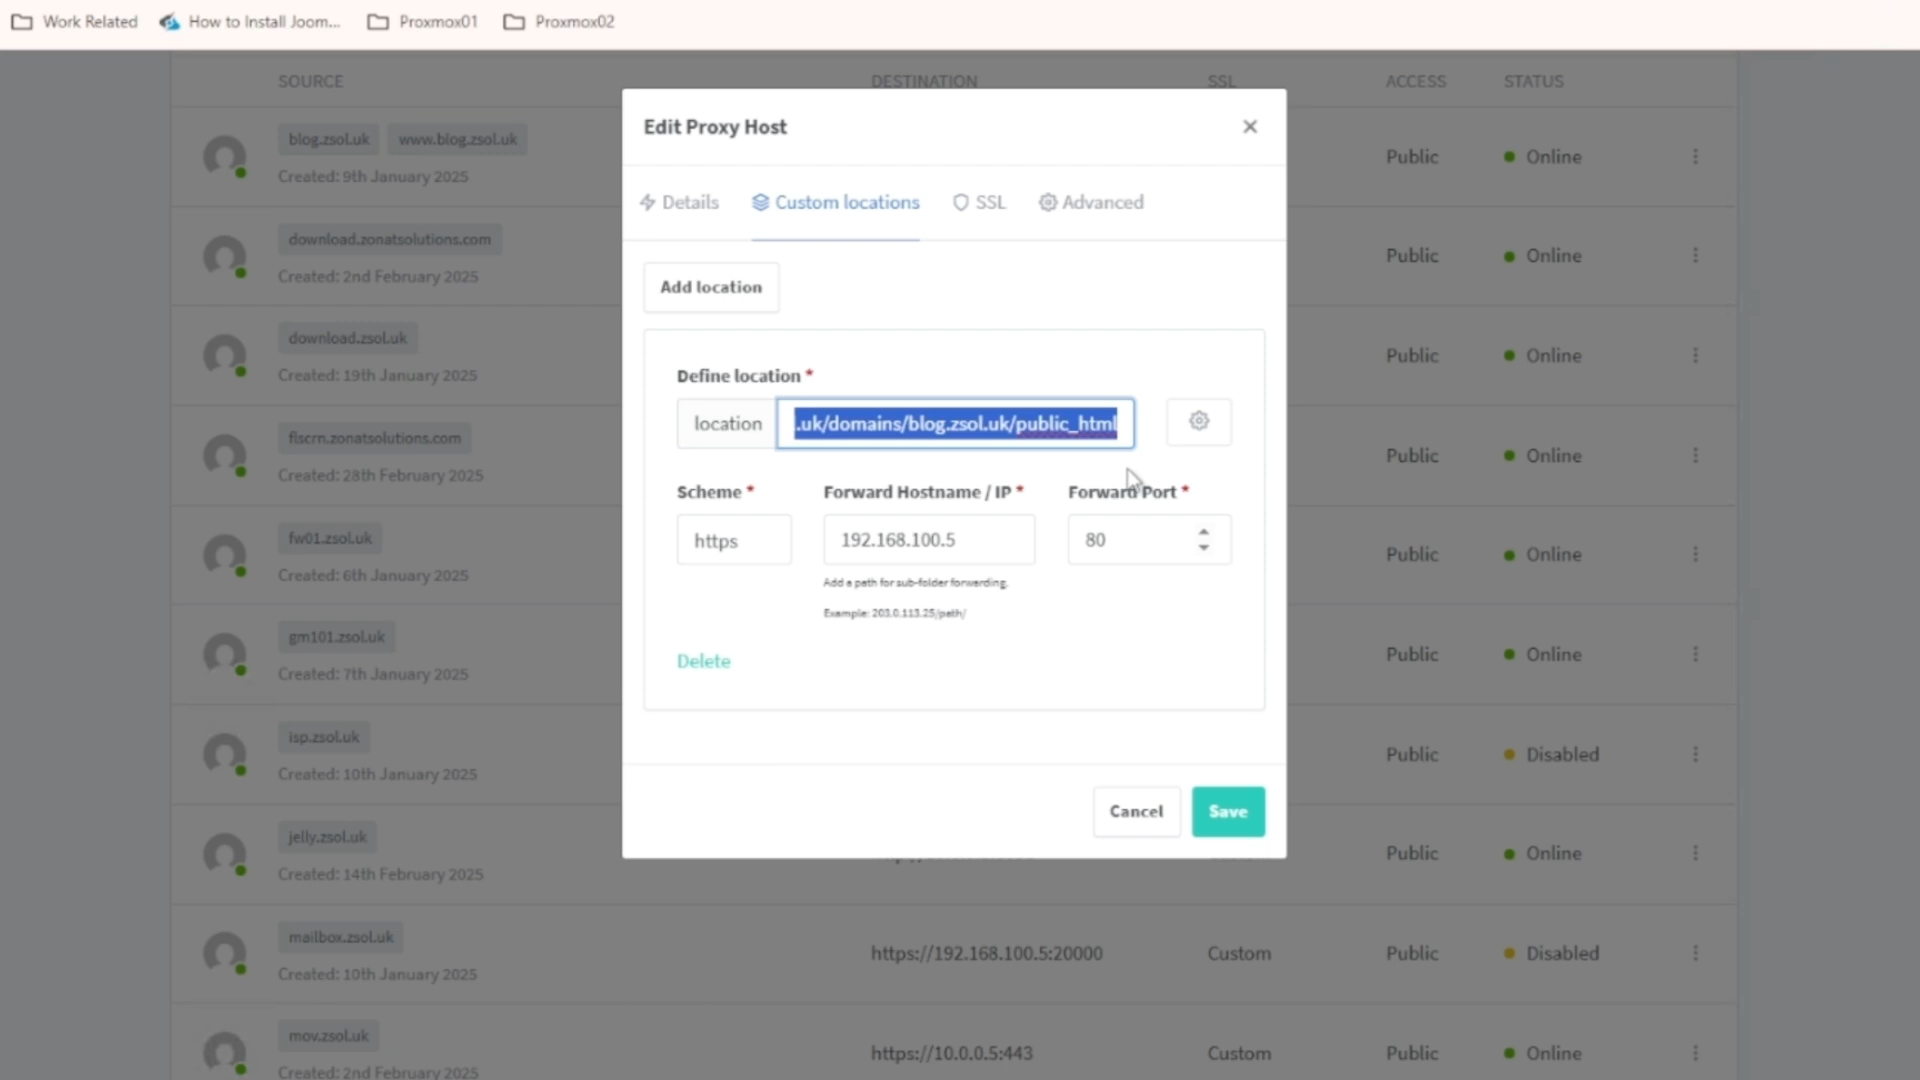 Work Related How to Install Joom... Proxmox01 Proxmox02
SOURCE DESTINATION SSL ACCESS STATUS
Edit Proxy Host
blog.zsol.uk www.blog.zsol.uk
Created: 9th January 2025
Public Online
Details Custom locations SSL Advanced
download.zonatsolutions.com
Created: 2nd February 2025
Public Online
Add location
download.zsol.uk
Created: 19th January 2025
Public Online
Define location *
location .uk/domains/blog.zsol.uk/public_html
flscrn.zonatsolutions.com
Created: 28th February 2025
Public Online
Scheme * Forward Hostname / IP * Forward Port *
https 192.168.100.5 80
Add a path for sub-folder forwarding.
Example: 203.0.113.25/path/
fw01.zsol.uk
Created: 6th January 2025
Public Online
gm101.zsol.uk
Created: 7th January 2025
Public Online
Delete
isp.zsol.uk
Created: 10th January 2025
Public Disabled
Cancel Save
jelly.zsol.uk
Created: 14th February 2025
Public Online
mailbox.zsol.uk
Created: 10th January 2025
https://192.168.100.5:20000 Custom Public Disabled
mov.zsol.uk
Created: 2nd February 2025
https://10.0.0.5:443 Custom Public Online